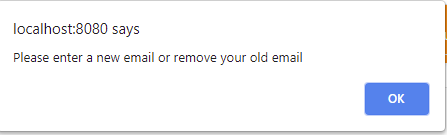 localhost:8080 says
Please enter a new email or remove your old email
OK